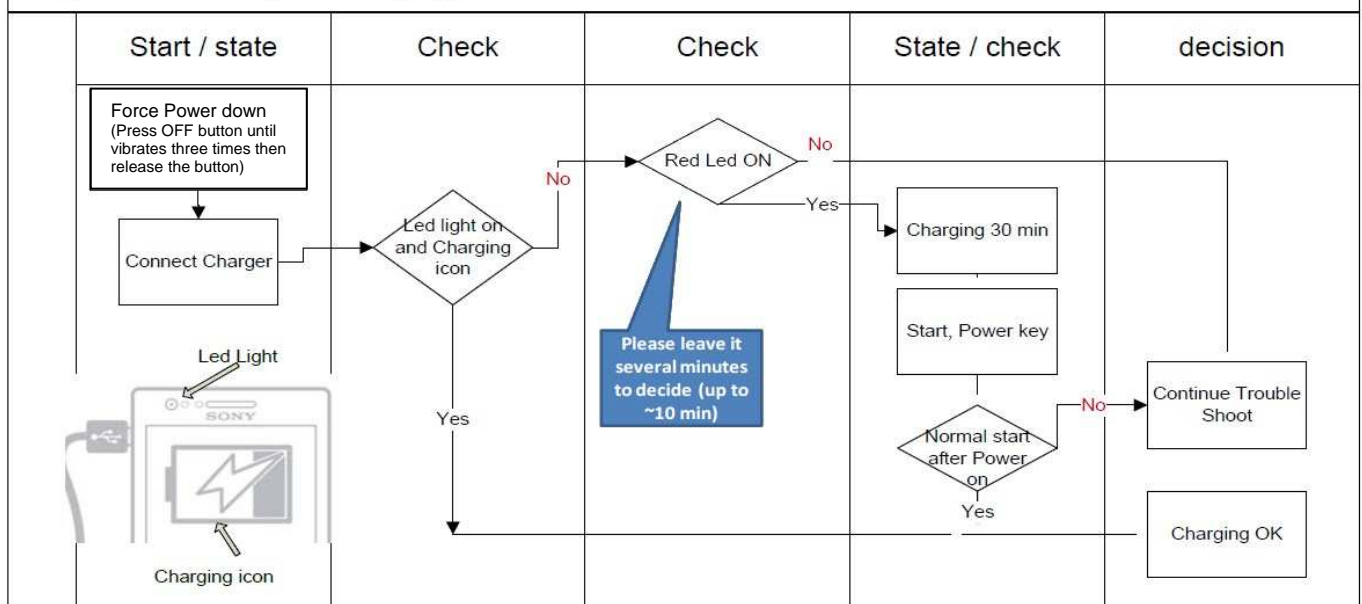 Start / state
Check
Check
State / check
decision
Force Power down
(Press OFF button until
vibrates three times then
release the button)
Connect Charger
Led light on
and Charging
icon
No
Yes
Red Led ON
No
Yes
Please leave it
several minutes
to decide (up to
~10 min)
Charging 30 min
Start, Power key
Normal start
after Power
on
No
Yes
Continue Trouble
Shoot
Charging OK
Led Light
SONY
Charging icon